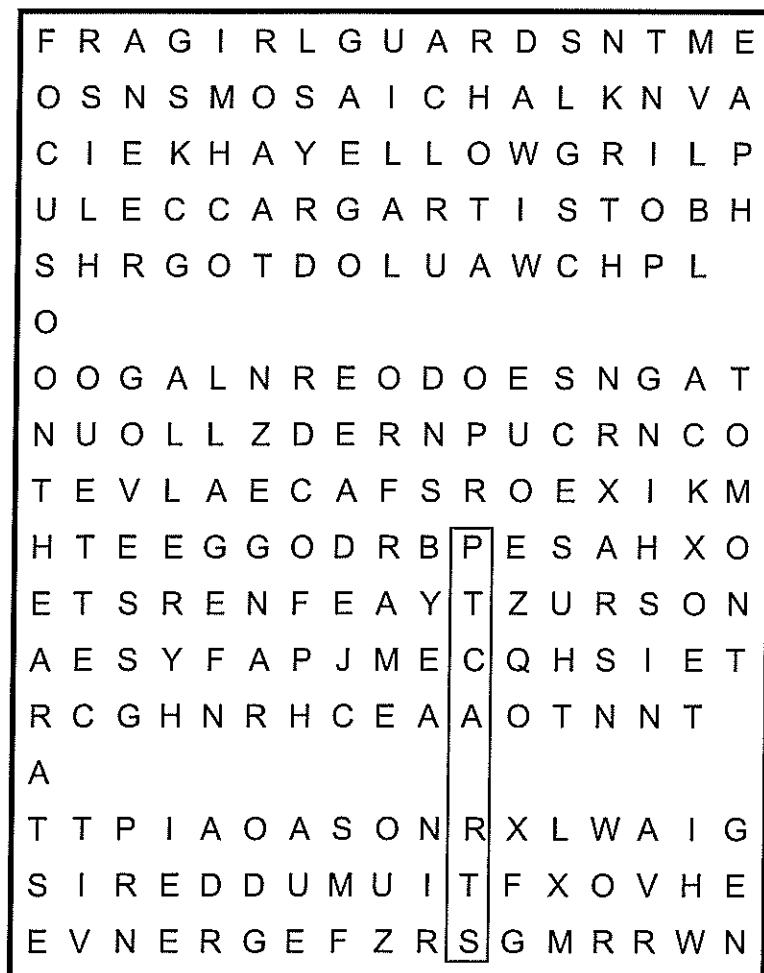 F R A G I R L G U A R D S N T M E
O S N S M O S A I C H A L K N V A
C I E K H A Y E L L O W G R I L P
U L E C C A R G A R T I S T O B H
S H R G O T D O L U A W C H P L
O
O O G A L N R E O D O E S N G A T
N U O L L Z D E R N P U C R N C O
T E V L A E C A F S R O E X I K M
H T E E G G O D R B P E S A H X O
E T S R E N F E A Y T Z U R S O N
A E S Y F A P J M E C Q H S I E T
R C G H N R H C E A A O T N N T
A
T T P I A O A S O N R X L W A I G
S I R E D D U M U I T F X O V H E
E V N E R G E F Z R S G M R R W N